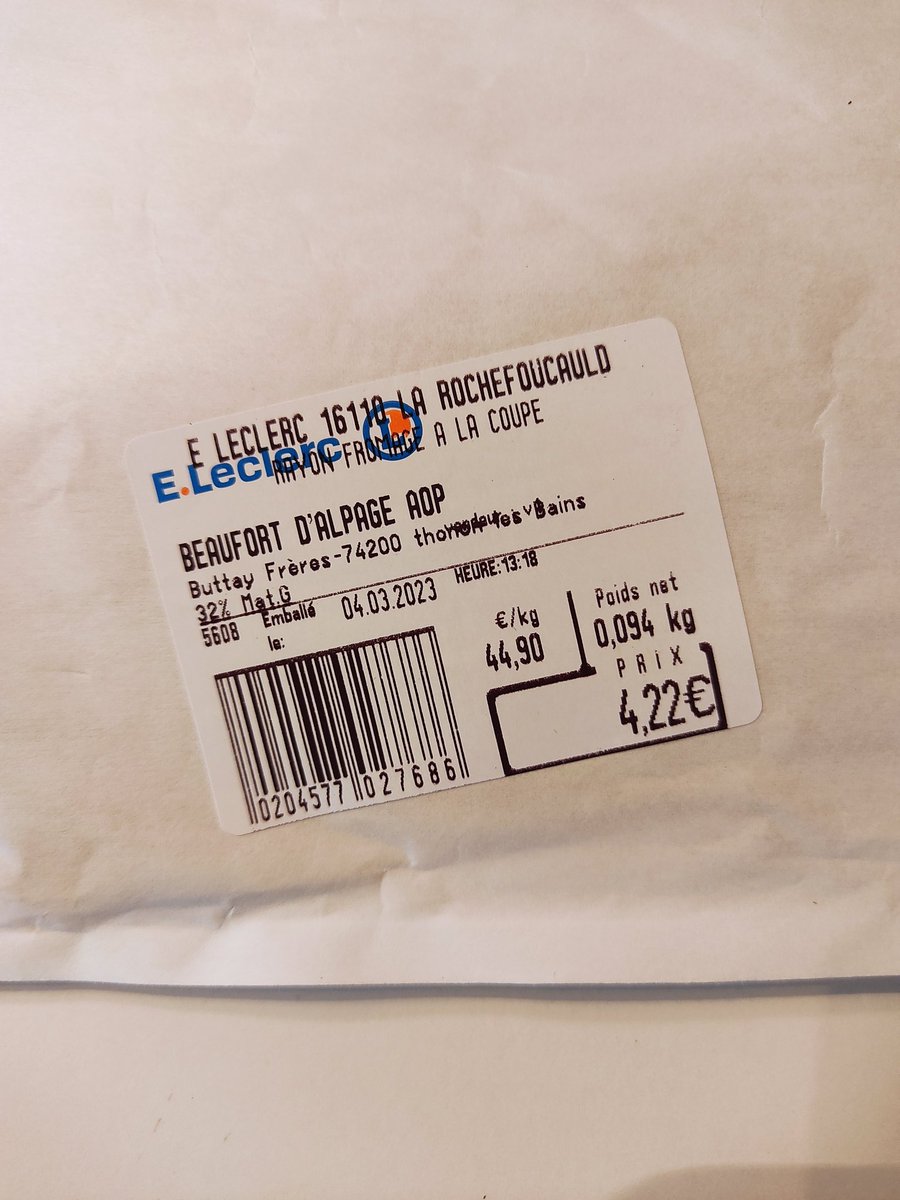 E LECLERC 16110 LA ROCHEFOUCAULD
E.Leclerc L
RAYON FROMAGE A LA COUPE
BEAUFORT D'ALPAGE AOP
Buttay Frères-74200 thonon les Bains
32% Mat.G
5608 Emballé le: 04.03.2023 HEURE:13:18
€/kg Poids net
44,90 0,094 kg
PRIX
4,22€
0204577 027686